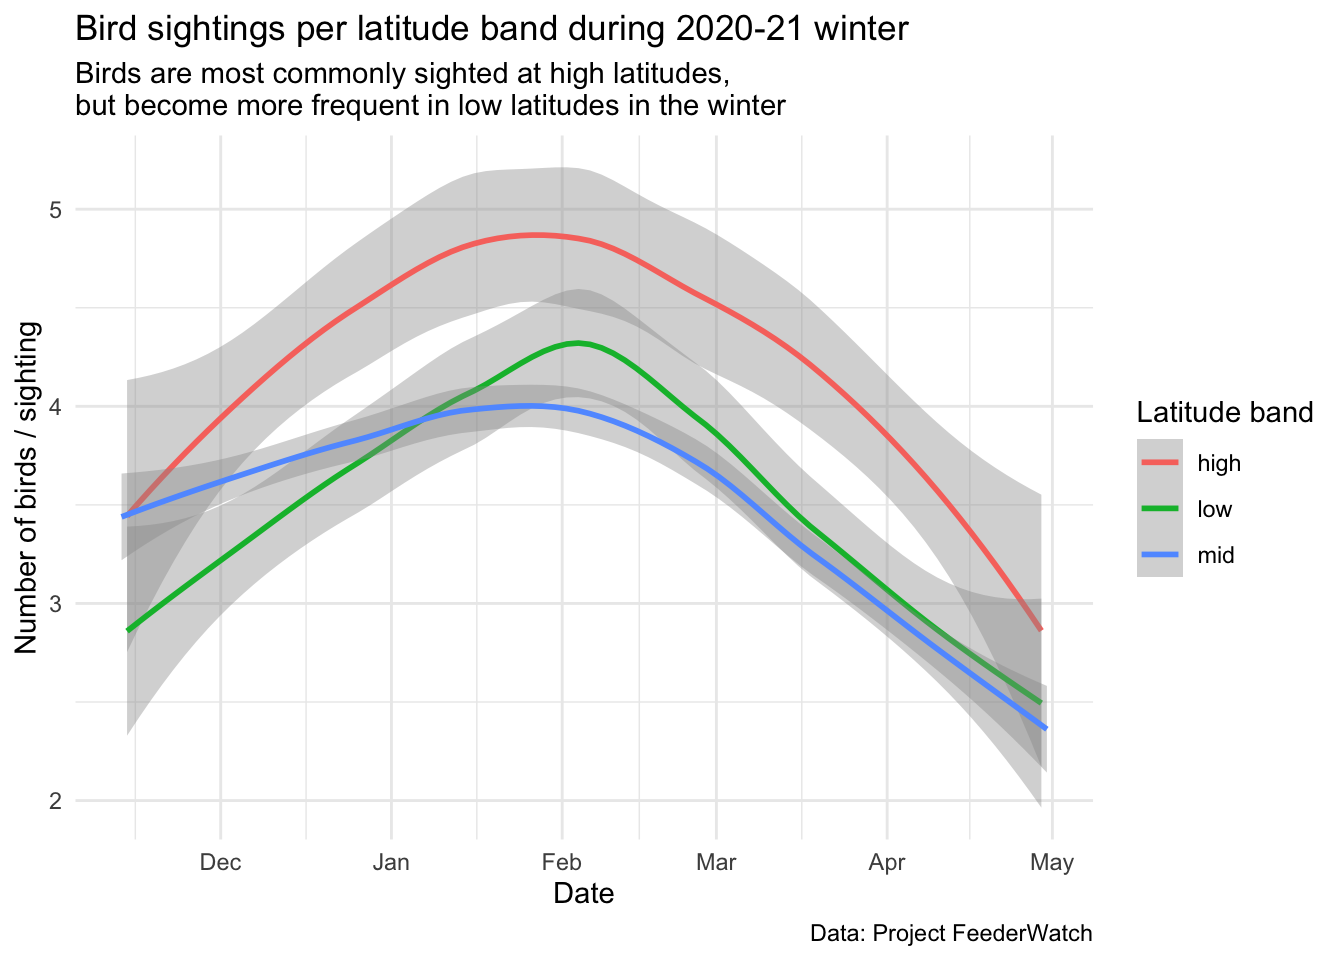 Bird sightings per latitude band during 2020-21 winter
Birds are most commonly sighted at high latitudes,
but become more frequent in low latitudes in the winter
Number of birds / sighting
5
4
3
2
Dec
Jan
Feb
Mar
Apr
May
Date
Latitude band
high
low
mid
Data: Project FeederWatch